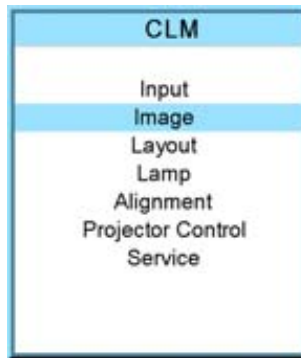 CLM
Input
Image
Layout
Lamp
Alignment
Projector Control
Service